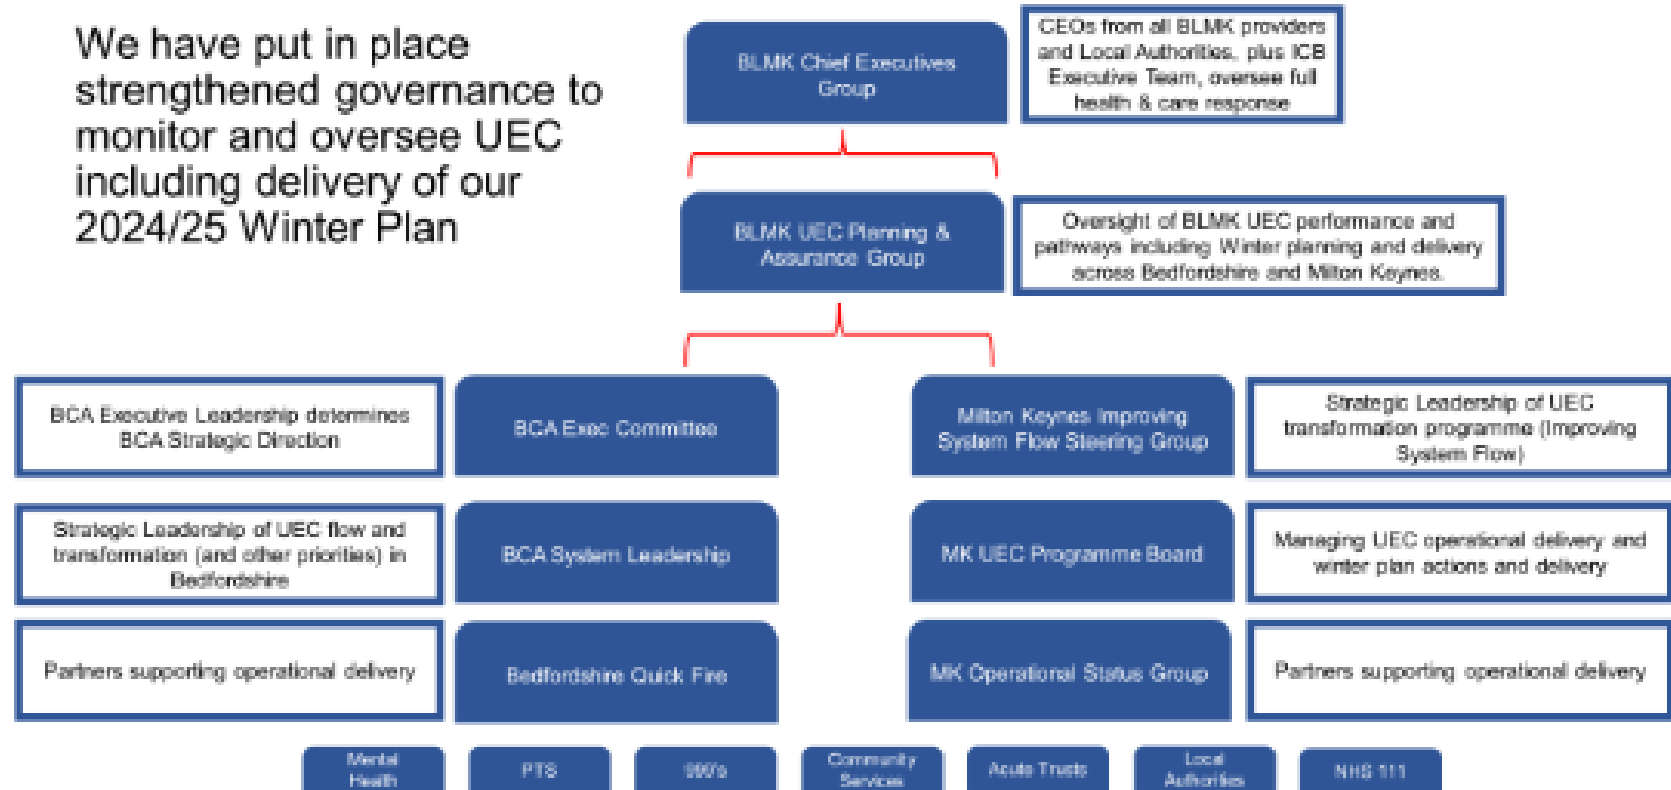 We have put in place
strengthened governance to
monitor and oversee UEC
including delivery of our
2024/25 Winter Plan
BLMK Chief Executives
Group
CEOs from all BLMK providers
and Local Authorities, plus ICB
Executive Team, oversee full
health & care response
BLMK UEC Planning &
Assurance Group
Oversight of BLMK UEC performance and
pathways including Winter planning and delivery
across Bedfordshire and Milton Keynes.
BCA Executive Leadership determines
BCA Strategic Direction
BCA Exec Committee
Milton Keynes Improving
System Flow Steering Group
Strategic Leadership of UEC
transformation programme (Improving
System Flow)
Strategic Leadership of UEC flow and
transformation (and other priorities) in
Bedfordshire
BCA System Leadership
MK UEC Programme Board
Managing UEC operational delivery and
winter plan actions and delivery
Partners supporting operational delivery
Bedfordshire Quick Fire
MK Operational Status Group
Partners supporting operational delivery
Mental
Health
PTS
999's
Community
Services
Acute Trusts
Local
Authorities
NHS 111